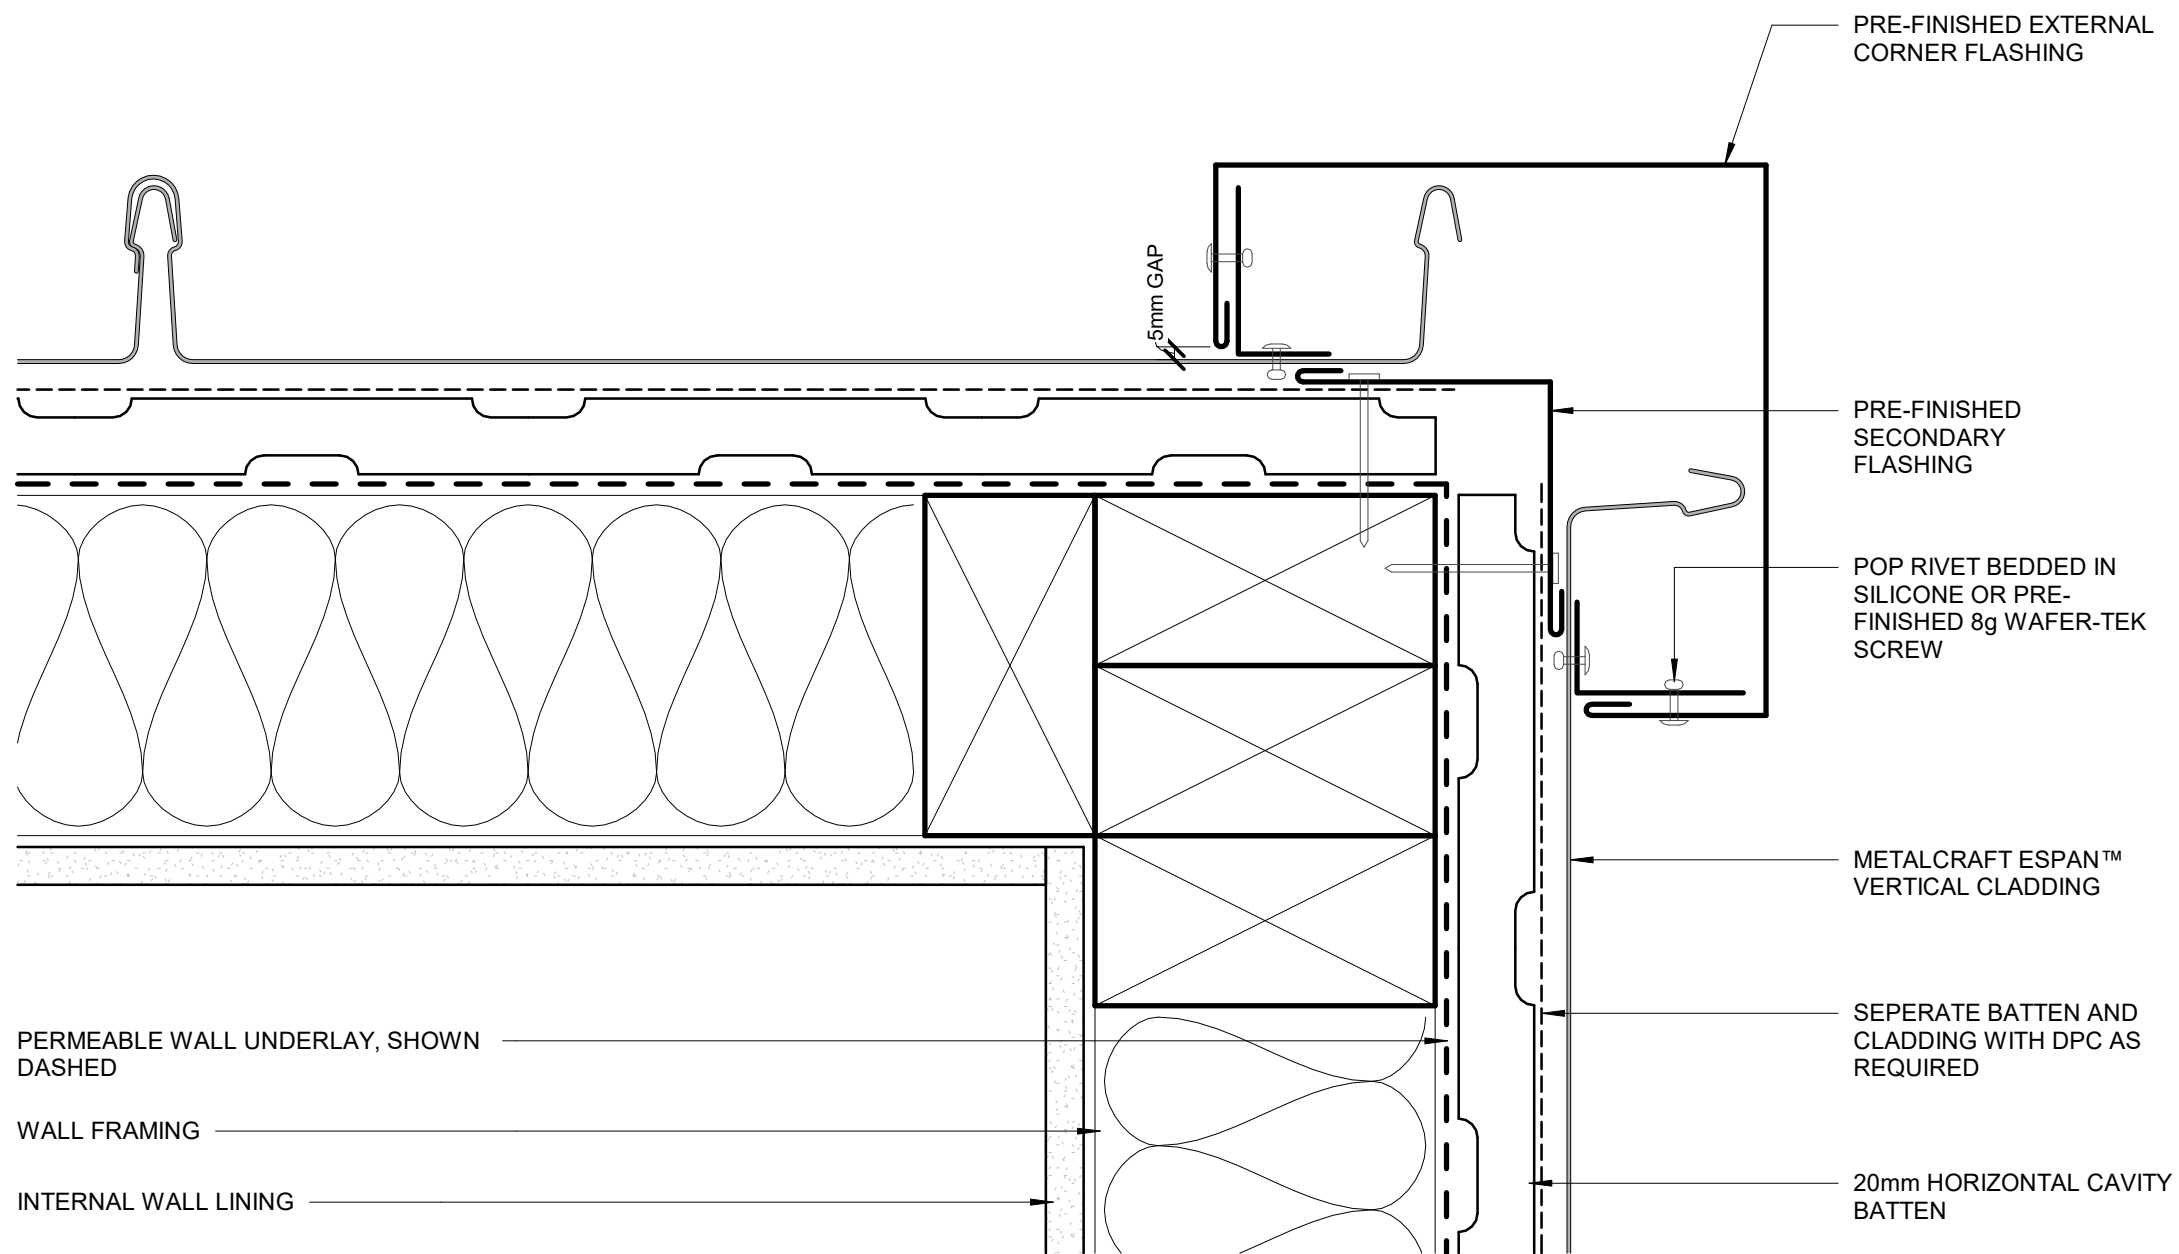 PRE-FINISHED EXTERNAL
CORNER FLASHING
5mm GAP
PRE-FINISHED
SECONDARY
FLASHING
POP RIVET BEDDED IN
SILICONE OR PRE-
FINISHED 8g WAFER-TEK
SCREW
METALCRAFT ESPAN™
VERTICAL CLADDING
SEPERATE BATTEN AND
CLADDING WITH DPC AS
REQUIRED
20mm HORIZONTAL CAVITY
BATTEN
PERMEABLE WALL UNDERLAY, SHOWN
DASHED
WALL FRAMING
INTERNAL WALL LINING